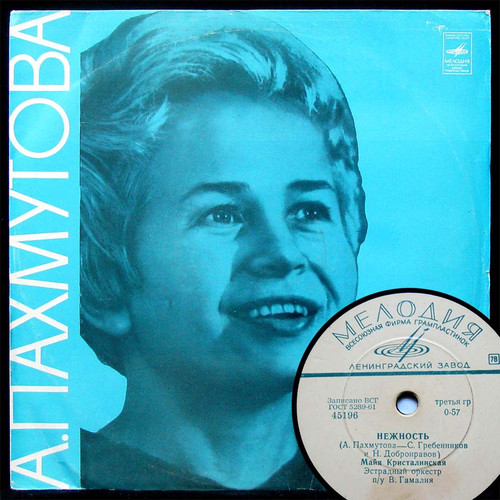 А.ПАХМУТОВА
МЕЛОДИЯ
МЕЛОДИЯ
ВСЕСОЮЗНАЯ ФИРМА ГРАМПЛАСТИНОК
ЛЕНИНГРАДСКИЙ ЗАВОД
78
Записано ВСГ
ГОСТ 5289-61
45196
третья гр
0-57
НЕЖНОСТЬ
(А. Пахмутова—С. Гребенников
и Н. Добронравов)
Майя Кристалинская
Эстрадный оркестр
п/у В. Гамалия